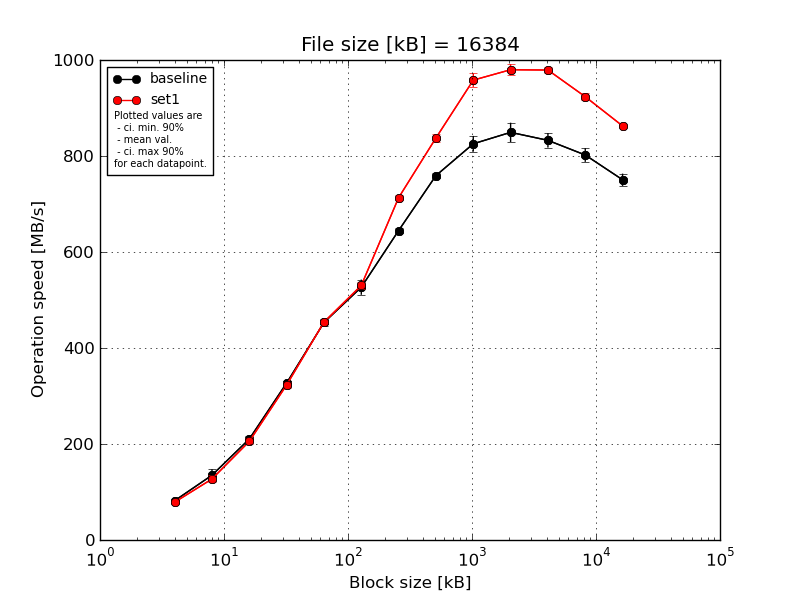 File size [kB] = 16384
baseline
set1
Plotted values are
- ci. min. 90%
- mean val.
- ci. max 90%
for each datapoint.
1000
800
600
400
200
0
Operation speed [MB/s]
10^0 10^1 10^2 10^3 10^4 10^5
Block size [kB]